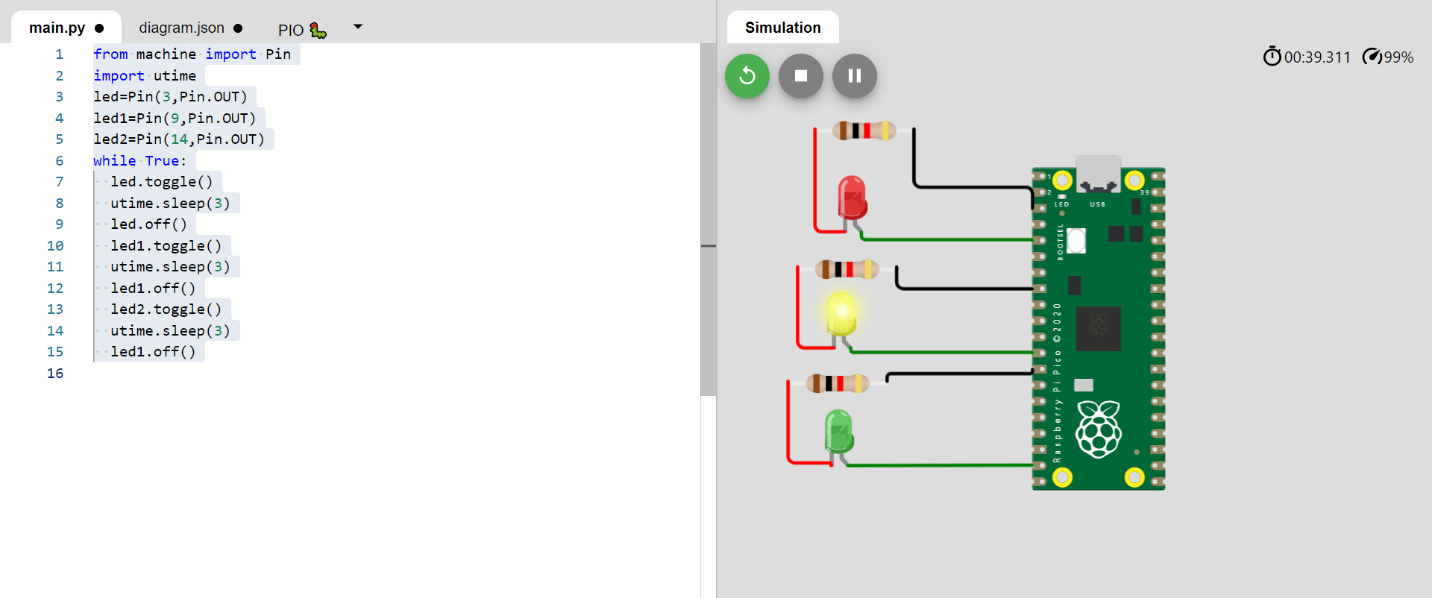 main.py ● diagram.json ● PIO
Simulation
00:39.311 99%
1 from machine import Pin
2 import utime
3 led=Pin(3,Pin.OUT)
4 led1=Pin(9,Pin.OUT)
5 led2=Pin(14,Pin.OUT)
6 while True:
7 led.toggle()
8 utime.sleep(3)
9 led.off()
10 led1.toggle()
11 utime.sleep(3)
12 led1.off()
13 led2.toggle()
14 utime.sleep(3)
15 led1.off()
16
1
2
39
LED
USB
BOOTSEL
Raspberry Pi Pico ©2020